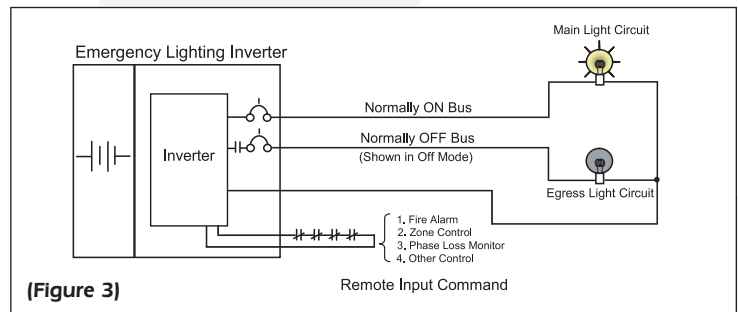 Main Light Circuit
Emergency Lighting Inverter
Normally ON Bus
Normally OFF Bus
(Shown in Off Mode)
Inverter
Egress Light Circuit
1. Fire Alarm
2. Zone Control
3. Phase Loss Monitor
4. Other Control
Remote Input Command
(Figure 3)